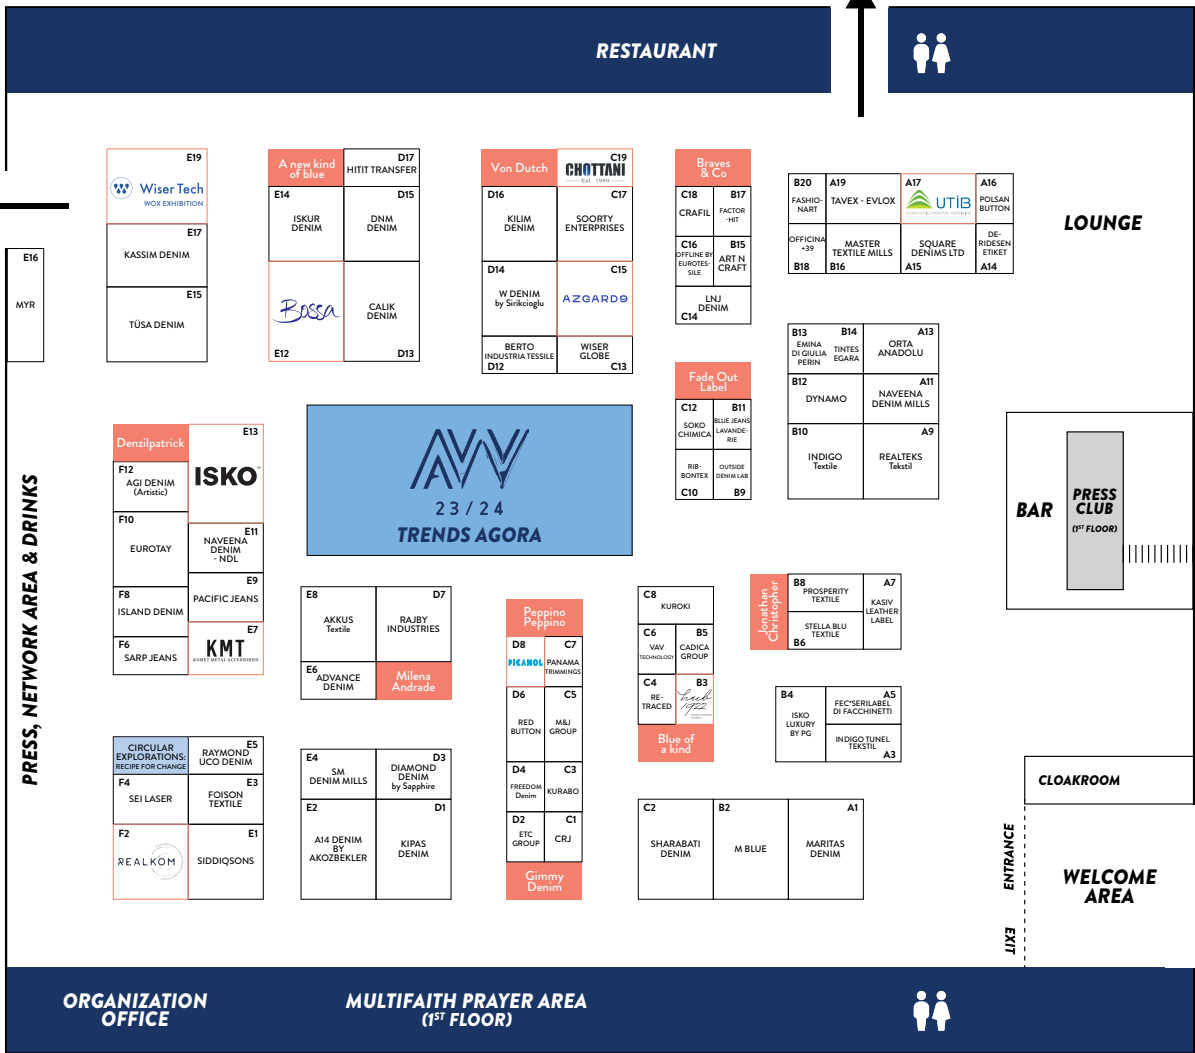 RESTAURANT
E19
Wiser Tech
WOX EXHIBITION
E17
KASSIM DENIM
E15
TÜSA DENIM
E16
MYR
A new kind
of blue
D17
HITIT TRANSFER
E14
ISKUR
DENIM
D15
DNM
DENIM
Bossa
E12
CALIK
DENIM
D13
Von Dutch
C19
CHOTTANI
Est. 1989
D16
KILIM
DENIM
C17
SOORTY
ENTERPRISES
D14
W DENIM
by Sirikcioglu
C15
AZGARD9
BERTO
INDUSTRIA TESSILE
D12
WISER
GLOBE
C13
Braves
& Co
C18
CRAFIL
B17
FACTOR
-HIT
C16
OFFLINE BY
EUROTES-
SILE
B15
ART N
CRAFT
LNJ
DENIM
C14
B20
FASHIO-
NART
A19
TAVEX - EVLOX
A17
UTİB
A16
POLSAN
BUTTON
OFFICINA
+39
B18
MASTER
TEXTILE MILLS
B16
SQUARE
DENIMS LTD
A15
DE-
RIDESEN
ETIKET
A14
LOUNGE
B13
EMINA
DI GIULIA
PERIN
B14
TINTES
EGARA
A13
ORTA
ANADOLU
B12
DYNAMO
A11
NAVEENA
DENIM MILLS
B10
INDIGO
Textile
A9
REALTEKS
Tekstil
Fade Out
Label
C12
SOKO
CHIMICA
B11
BLUE JEANS
LAVANDE-
RIE
RIB-
BONTEX
C10
OUTSIDE
DENIM LAB
B9
PRESS, NETWORK AREA & DRINKS
Denzilpatrick
E13
ISKO™
F12
AGI DENIM
(Artistic)
F10
EUROTAY
E11
NAVEENA
DENIM
- NDL
E9
PACIFIC JEANS
F8
ISLAND DENIM
F6
SARP JEANS
E7
KMT
KOMET METAL ACCESSORIES
23/24
TRENDS AGORA
BAR
PRESS
CLUB
(1ST FLOOR)
E8
AKKUS
Textile
D7
RAJBY
INDUSTRIES
E6
ADVANCE
DENIM
Milena
Andrade
Peppino
Peppino
D8
PICANOL
C7
PANAMA
TRIMMINGS
D6
RED
BUTTON
C5
M&J
GROUP
D4
FREEDOM
Denim
C3
KURABO
D2
ETC
GROUP
C1
CRJ
Gimmy
Denim
C8
KUROKI
C6
VAV
TECHNOLOGY
B5
CADICA
GROUP
C4
RE-
TRACED
B3
hub
1922
Blue of
a kind
Jonathan
Christopher
B8
PROSPERITY
TEXTILE
A7
KASIV
LEATHER
LABEL
STELLA BLU
TEXTILE
B6
B4
ISKO
LUXURY
BY PG
A5
FEC*SERILABEL
DI FACCHINETTI
INDIGO TUNEL
TEKSTIL
A3
CIRCULAR
EXPLORATIONS:
RECIPE FOR CHANGE
E5
RAYMOND
UCO DENIM
F4
SEI LASER
E3
FOISON
TEXTILE
F2
REALKOM
E1
SIDDIQSONS
E4
SM
DENIM MILLS
D3
DIAMOND
DENIM
by Sapphire
E2
A14 DENIM
BY
AKOZBEKLER
D1
KIPAS
DENIM
C2
SHARABATI
DENIM
B2
M BLUE
A1
MARITAS
DENIM
CLOAKROOM
ENTRANCE
EXIT
WELCOME
AREA
ORGANIZATION
OFFICE
MULTIFAITH PRAYER AREA
(1ST FLOOR)